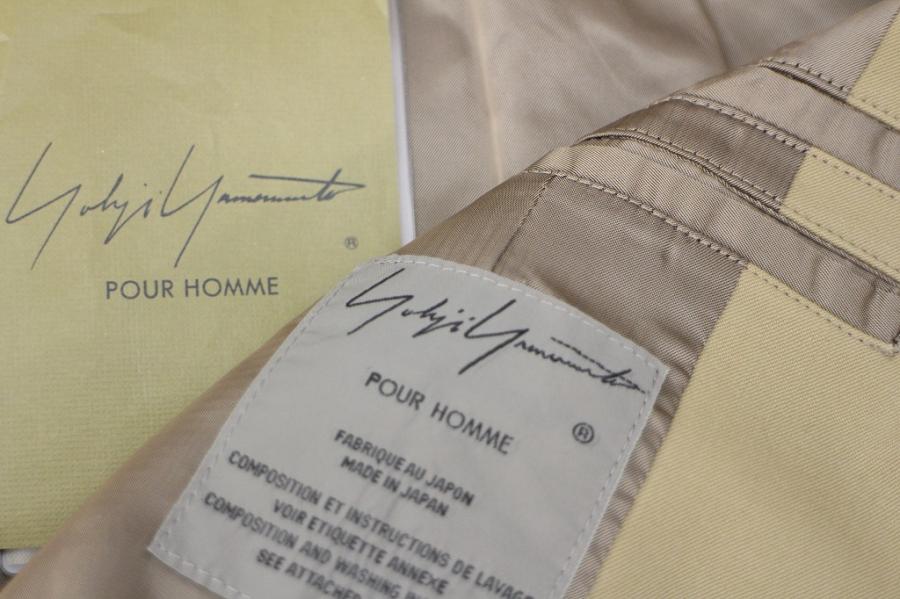 Yohji Yamamoto
®
POUR HOMME
Yohji Yamamoto
POUR HOMME
®
FABRIQUE AU JAPON
MADE IN JAPAN
COMPOSITION ET INSTRUCTIONS DE LAVAGE
VOIR ETIQUETTE ANNEXE
COMPOSITION AND WASHING
SEE ATTACHED